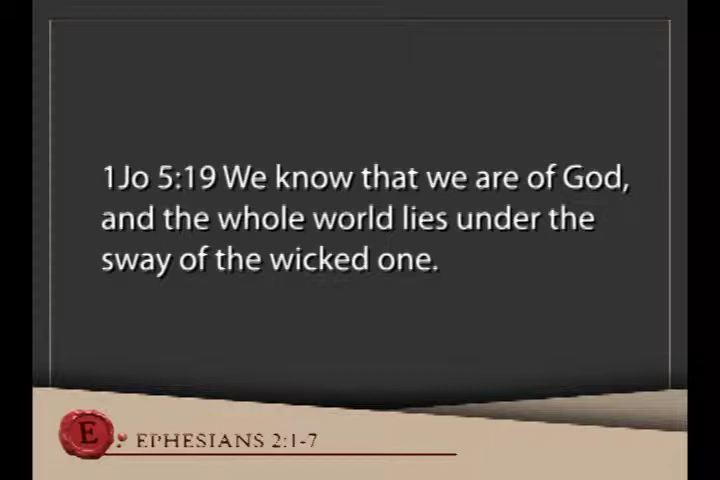 1Jo 5:19 We know that we are of God,
and the whole world lies under the
sway of the wicked one.
E
EPHESIANS 2:1-7